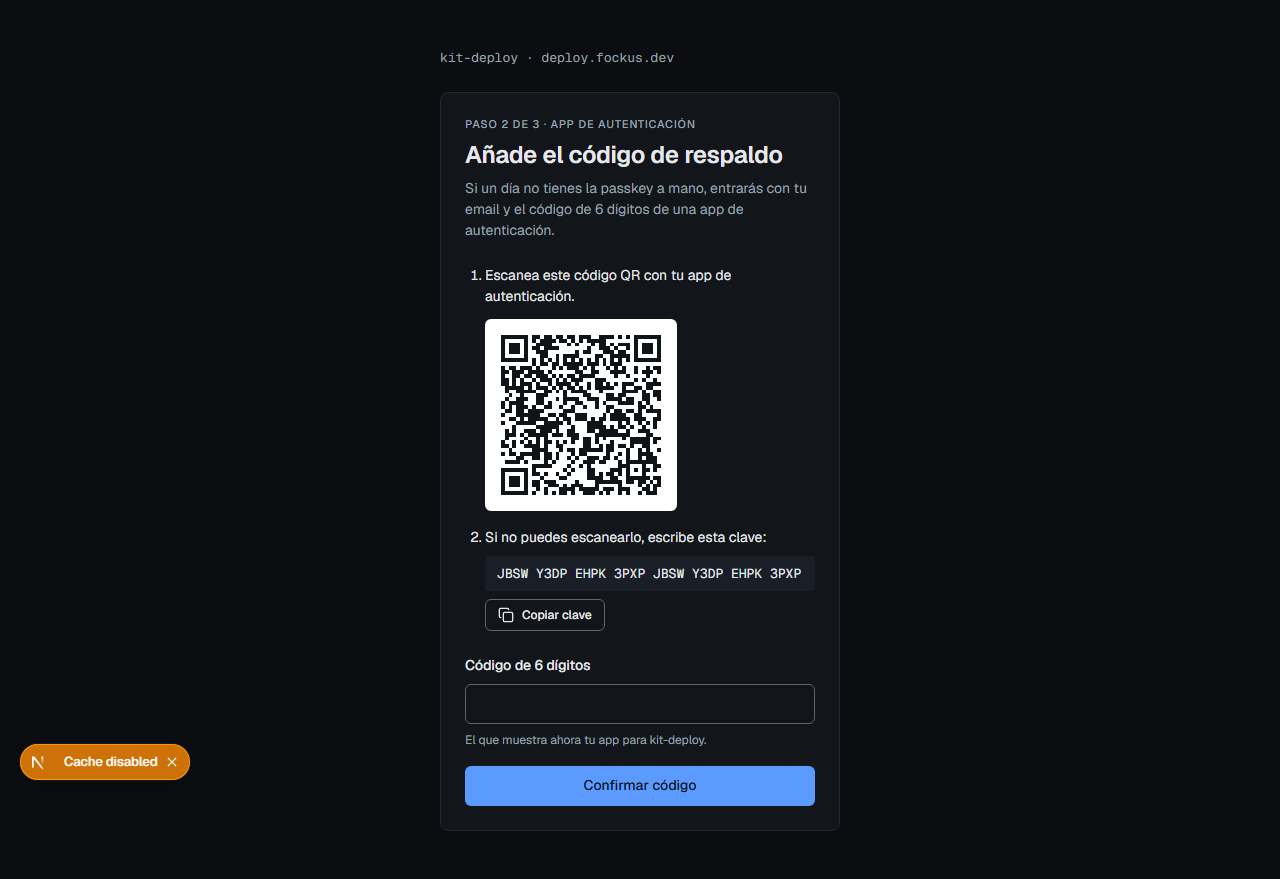 kit-deploy · deploy.fockus.dev
PASO 2 DE 3 · APP DE AUTENTICACIÓN
Añade el código de respaldo
Si un día no tienes la passkey a mano, entrarás con tu
email y el código de 6 dígitos de una app de
autenticación.
1. Escanea este código QR con tu app de
autenticación.
2. Si no puedes escanearlo, escribe esta clave:
JBSW Y3DP EHPK 3PXP JBSW Y3DP EHPK 3PXP
Copiar clave
Código de 6 dígitos
El que muestra ahora tu app para kit-deploy.
Confirmar código
N Cache disabled